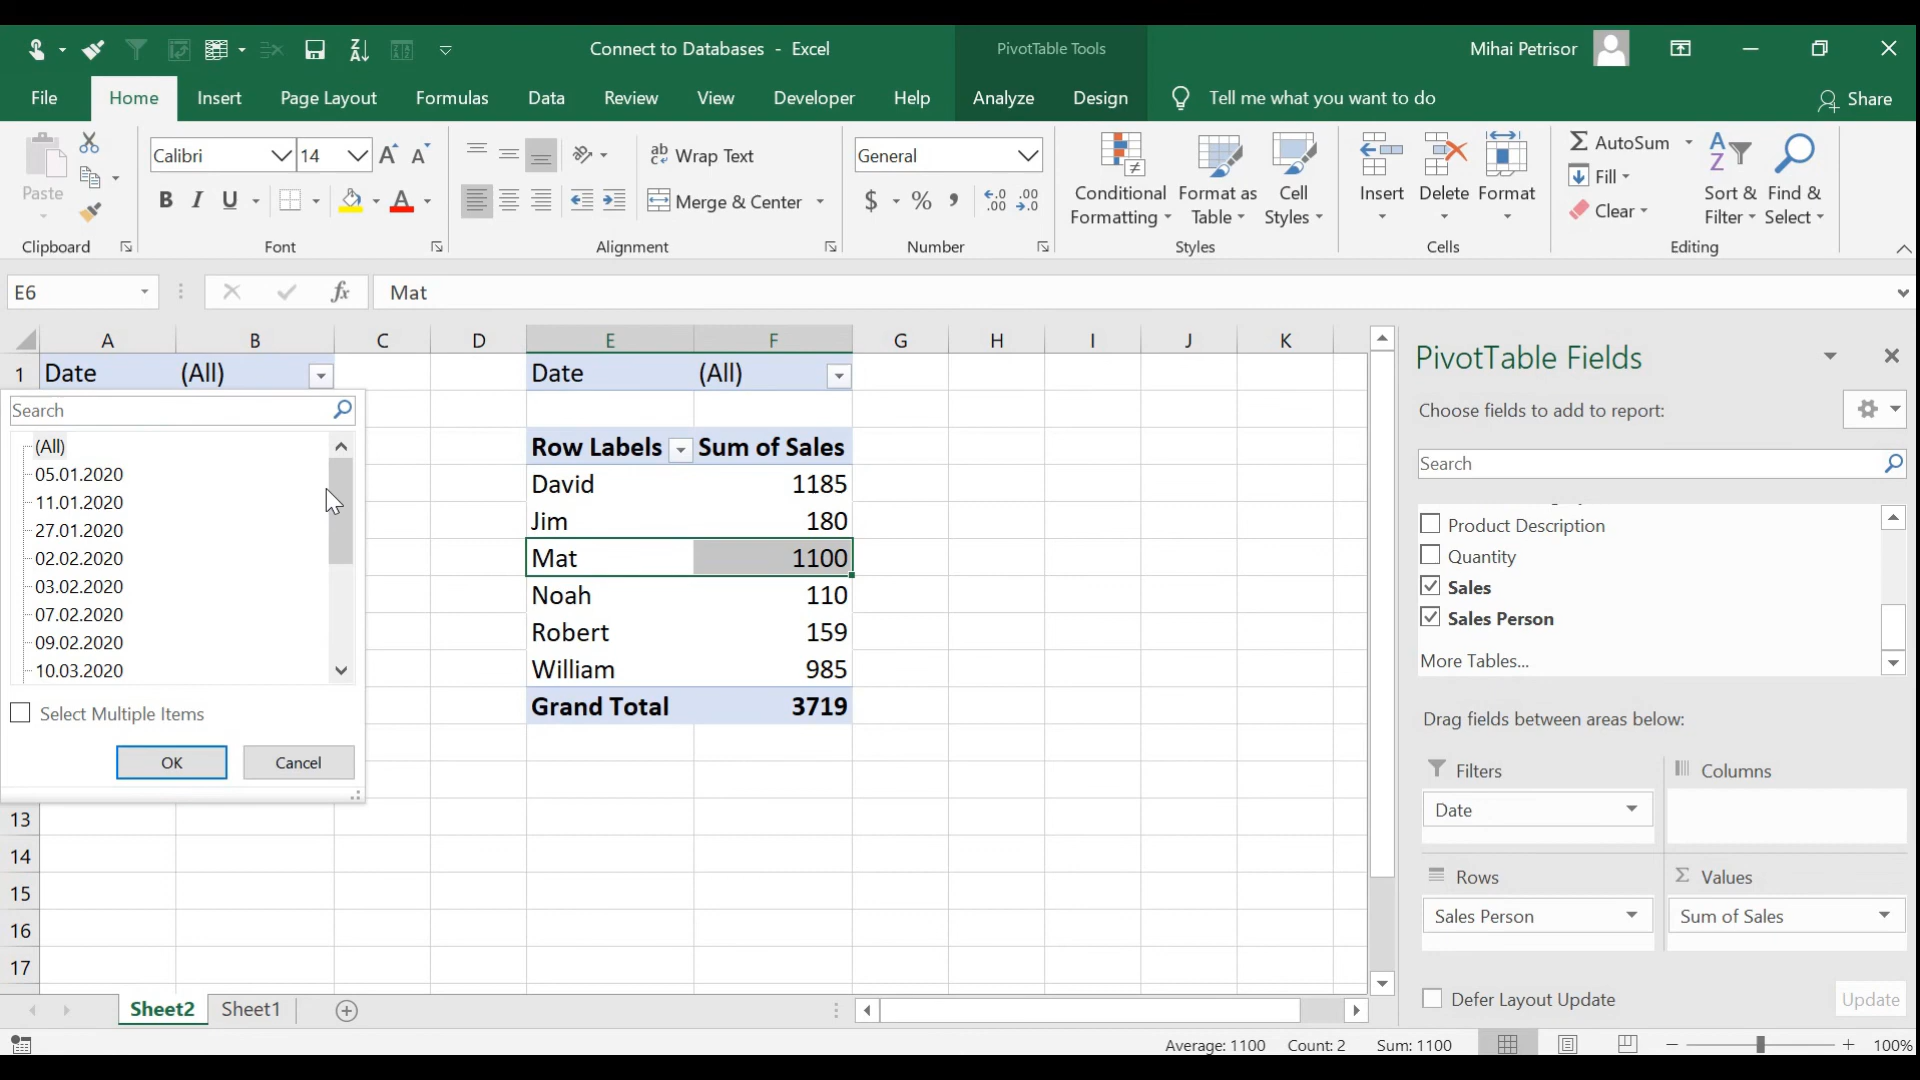 Connect to Databases - Excel
PivotTable Tools
Mihai Petrisor
File Home Insert Page Layout Formulas Data Review View Developer Help Analyze Design Tell me what you want to do Share
Paste
Clipboard
Calibri 14
B I U
Font
Wrap Text
Merge & Center
Alignment
General
$ % ,
Number
Conditional Formatting
Format as Table
Cell Styles
Styles
Insert Delete Format
Cells
AutoSum
Fill
Clear
Sort & Filter
Find & Select
Editing
E6 fx Mat
A B C D E F G H I J K
1 Date (All) Date (All)
Search
(All)
05.01.2020
11.01.2020
27.01.2020
02.02.2020
03.02.2020
07.02.2020
09.02.2020
10.03.2020
Select Multiple Items
OK Cancel
Row Labels Sum of Sales
David 1185
Jim 180
Mat 1100
Noah 110
Robert 159
William 985
Grand Total 3719
13
14
15
16
17
PivotTable Fields
Choose fields to add to report:
Search
Product Description
Quantity
Sales
Sales Person
More Tables...
Drag fields between areas below:
Filters Columns
Date
Rows Values
Sales Person Sum of Sales
Defer Layout Update Update
Sheet2 Sheet1
Average: 1100 Count: 2 Sum: 1100 100%